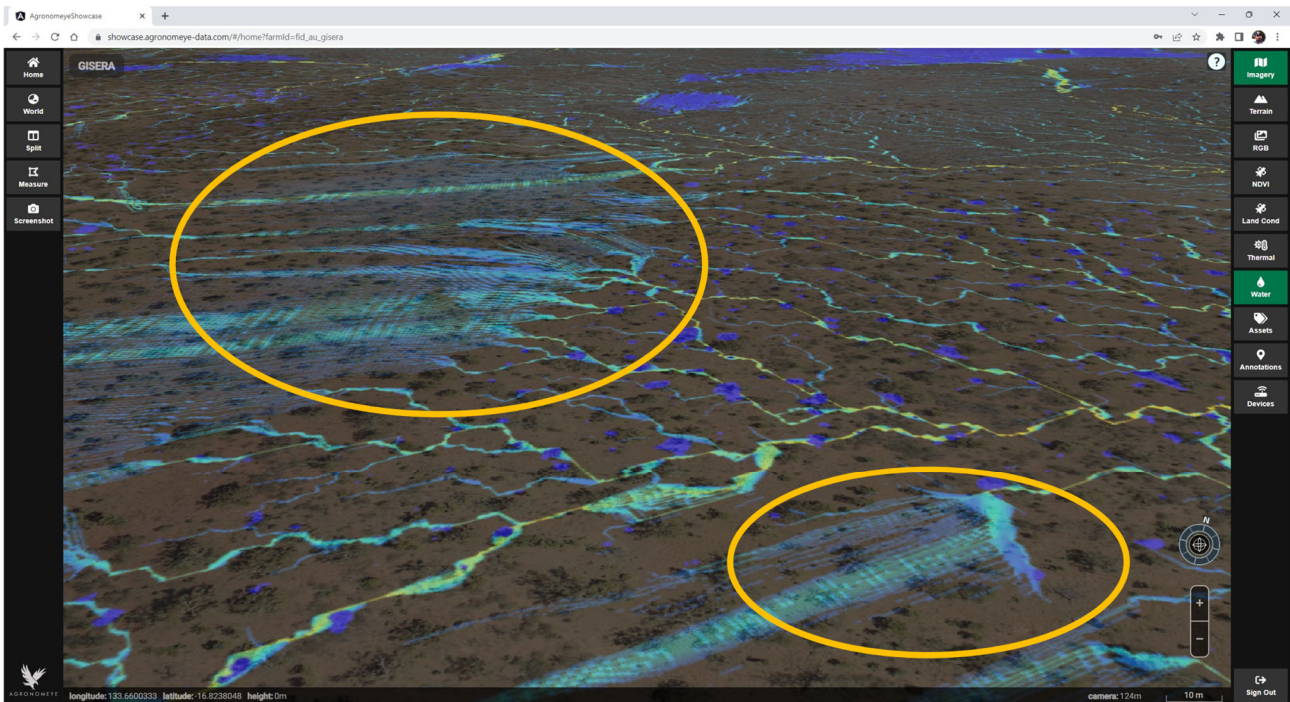 AgronomeyeShowcase
showcase.agronomeye-data.com/#/home?farmId=fid_au_gisera
Home
World
Split
Measure
Screenshot
GISERA
?
Imagery
Terrain
RGB
NDVI
Land Cond
Thermal
Water
Assets
Annotations
Devices
N
+
−
AGRONOMEYE
longitude: 133.6600333 latitude: -16.8238048 height: 0m
camera: 124m
10 m
Sign Out